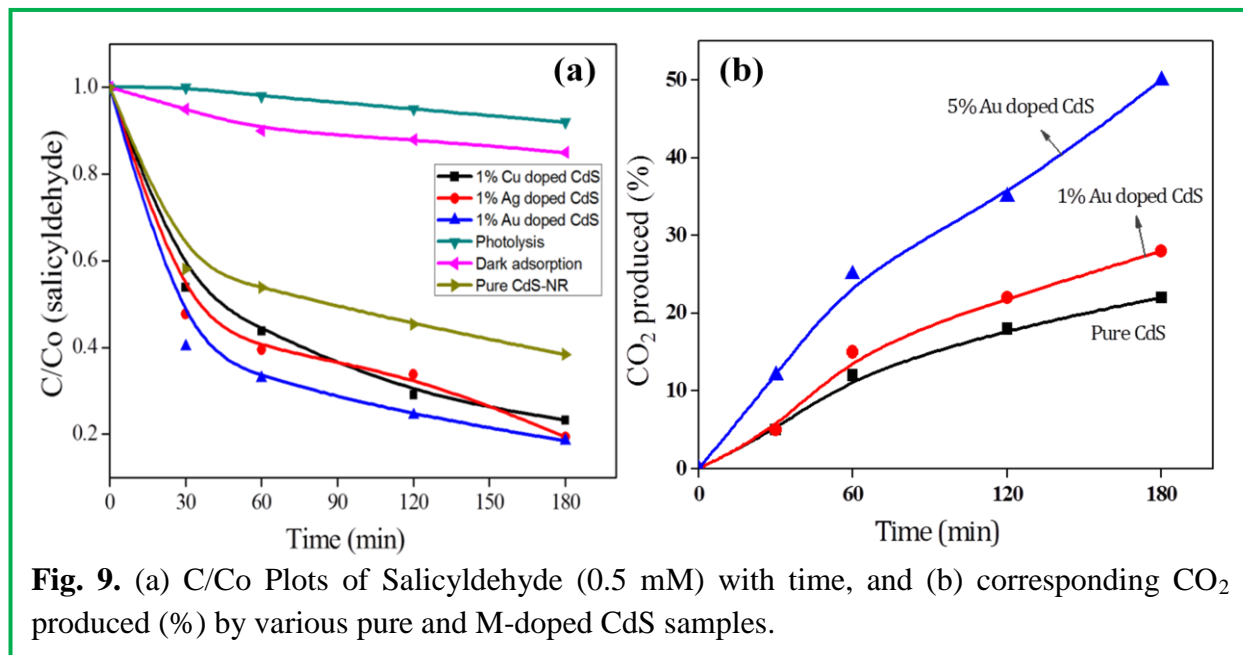 (a)
C/Co (salicyldehyde)
1.0
0.8
0.6
0.4
0.2
1% Cu doped CdS
1% Ag doped CdS
1% Au doped CdS
Photolysis
Dark adsorption
Pure CdS-NR
0 30 60 90 120 150 180
Time (min)
(b)
CO2 produced (%)
50
40
30
20
10
0
5% Au doped CdS
1% Au doped CdS
Pure CdS
0 60 120 180
Time (min)
Fig. 9. (a) C/Co Plots of Salicyldehyde (0.5 mM) with time, and (b) corresponding CO2
produced (%) by various pure and M-doped CdS samples.